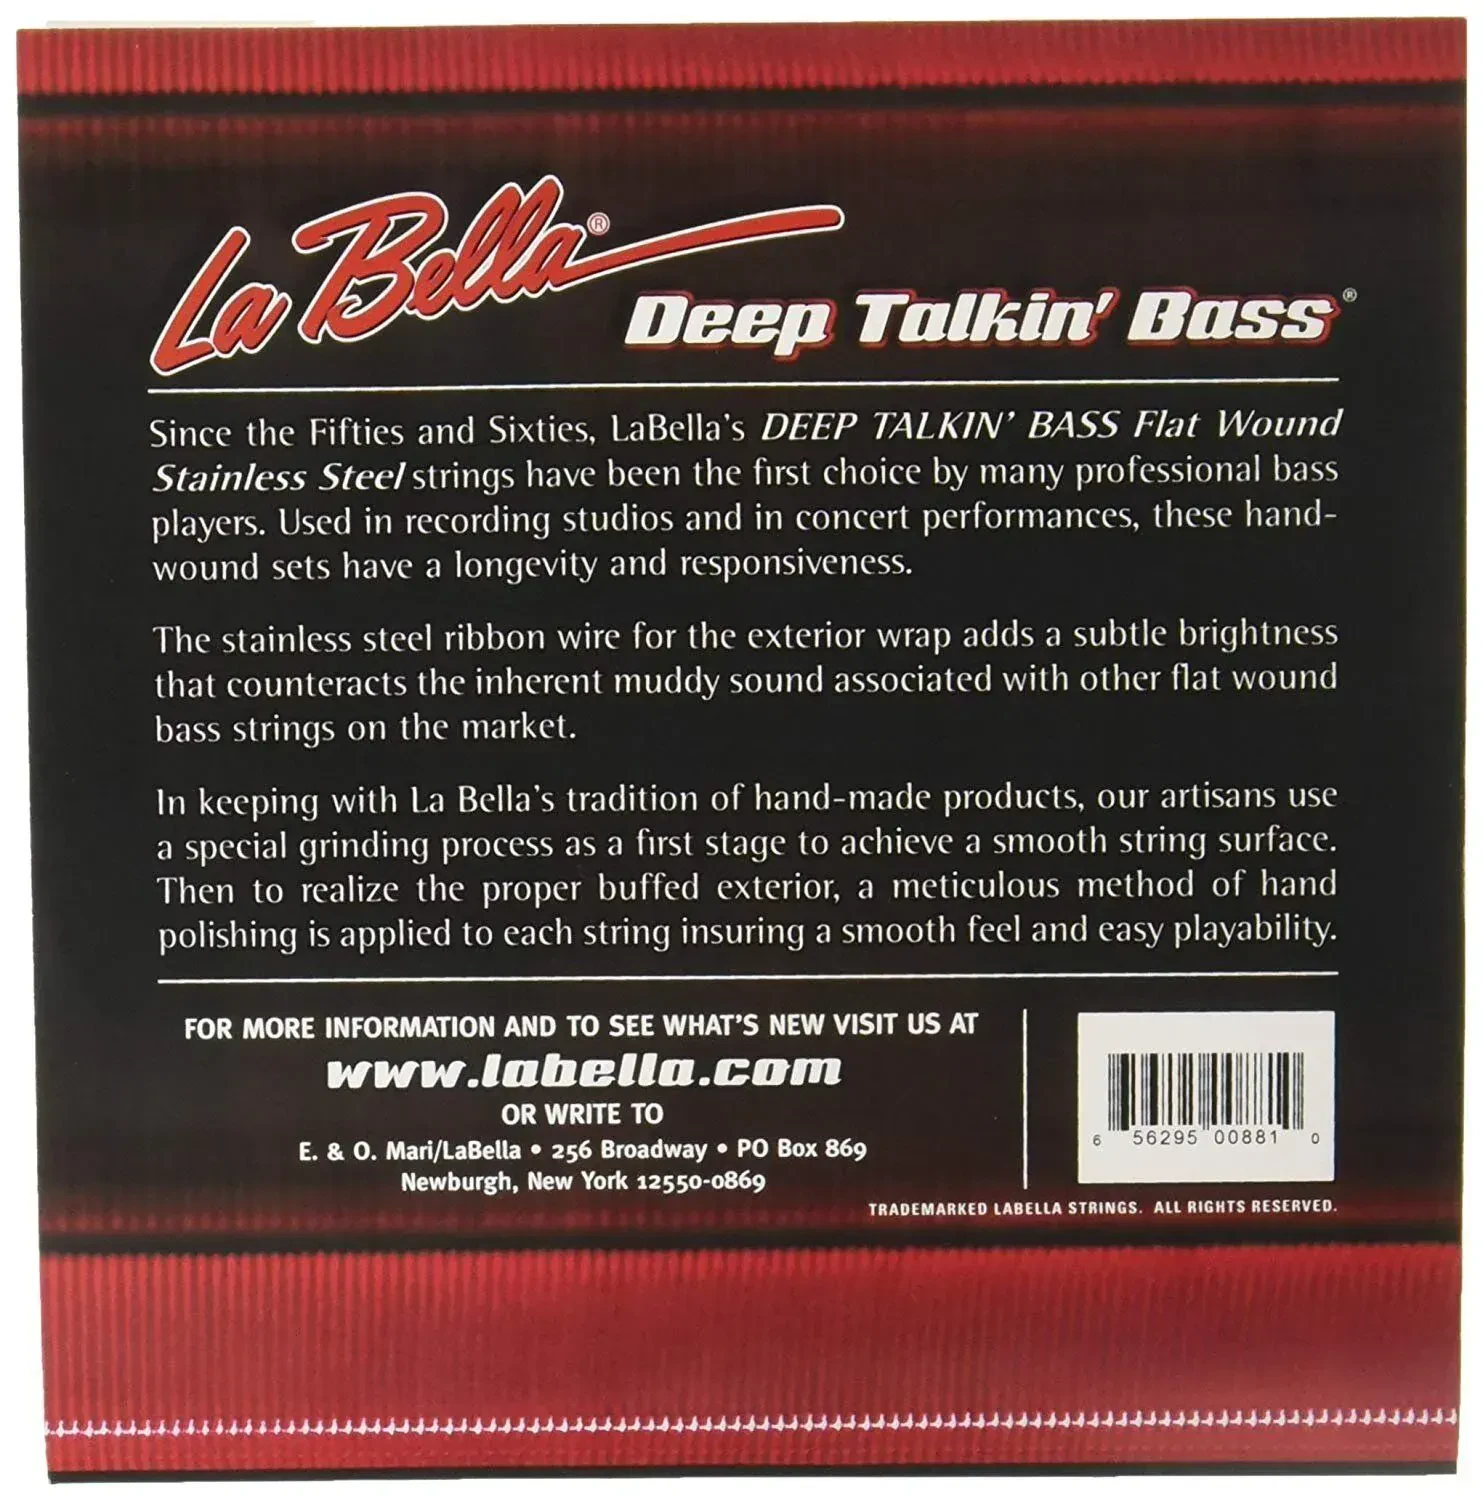 La Bella®
Deep Talkin' Bass®
Since the Fifties and Sixties, LaBella's DEEP TALKIN' BASS Flat Wound
Stainless Steel strings have been the first choice by many professional bass
players. Used in recording studios and in concert performances, these hand-
wound sets have a longevity and responsiveness.
The stainless steel ribbon wire for the exterior wrap adds a subtle brightness
that counteracts the inherent muddy sound associated with other flat wound
bass strings on the market.
In keeping with La Bella's tradition of hand-made products, our artisans use
a special grinding process as a first stage to achieve a smooth string surface.
Then to realize the proper buffed exterior, a meticulous method of hand
polishing is applied to each string insuring a smooth feel and easy playability.
FOR MORE INFORMATION AND TO SEE WHAT'S NEW VISIT US AT
www.labella.com
OR WRITE TO
E. & O. Mari/LaBella • 256 Broadway • PO Box 869
Newburgh, New York 12550-0869
6 56295 00881 0
TRADEMARKED LABELLA STRINGS. ALL RIGHTS RESERVED.